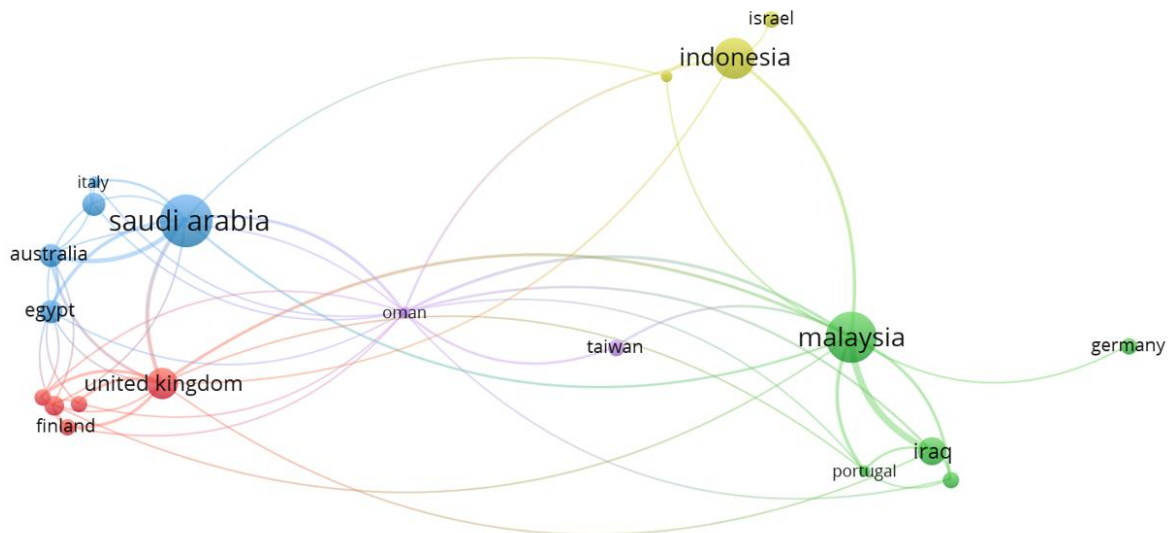 israel
indonesia
italy
saudi arabia
australia
egypt
oman
malaysia
taiwan
germany
united kingdom
finland
iraq
portugal